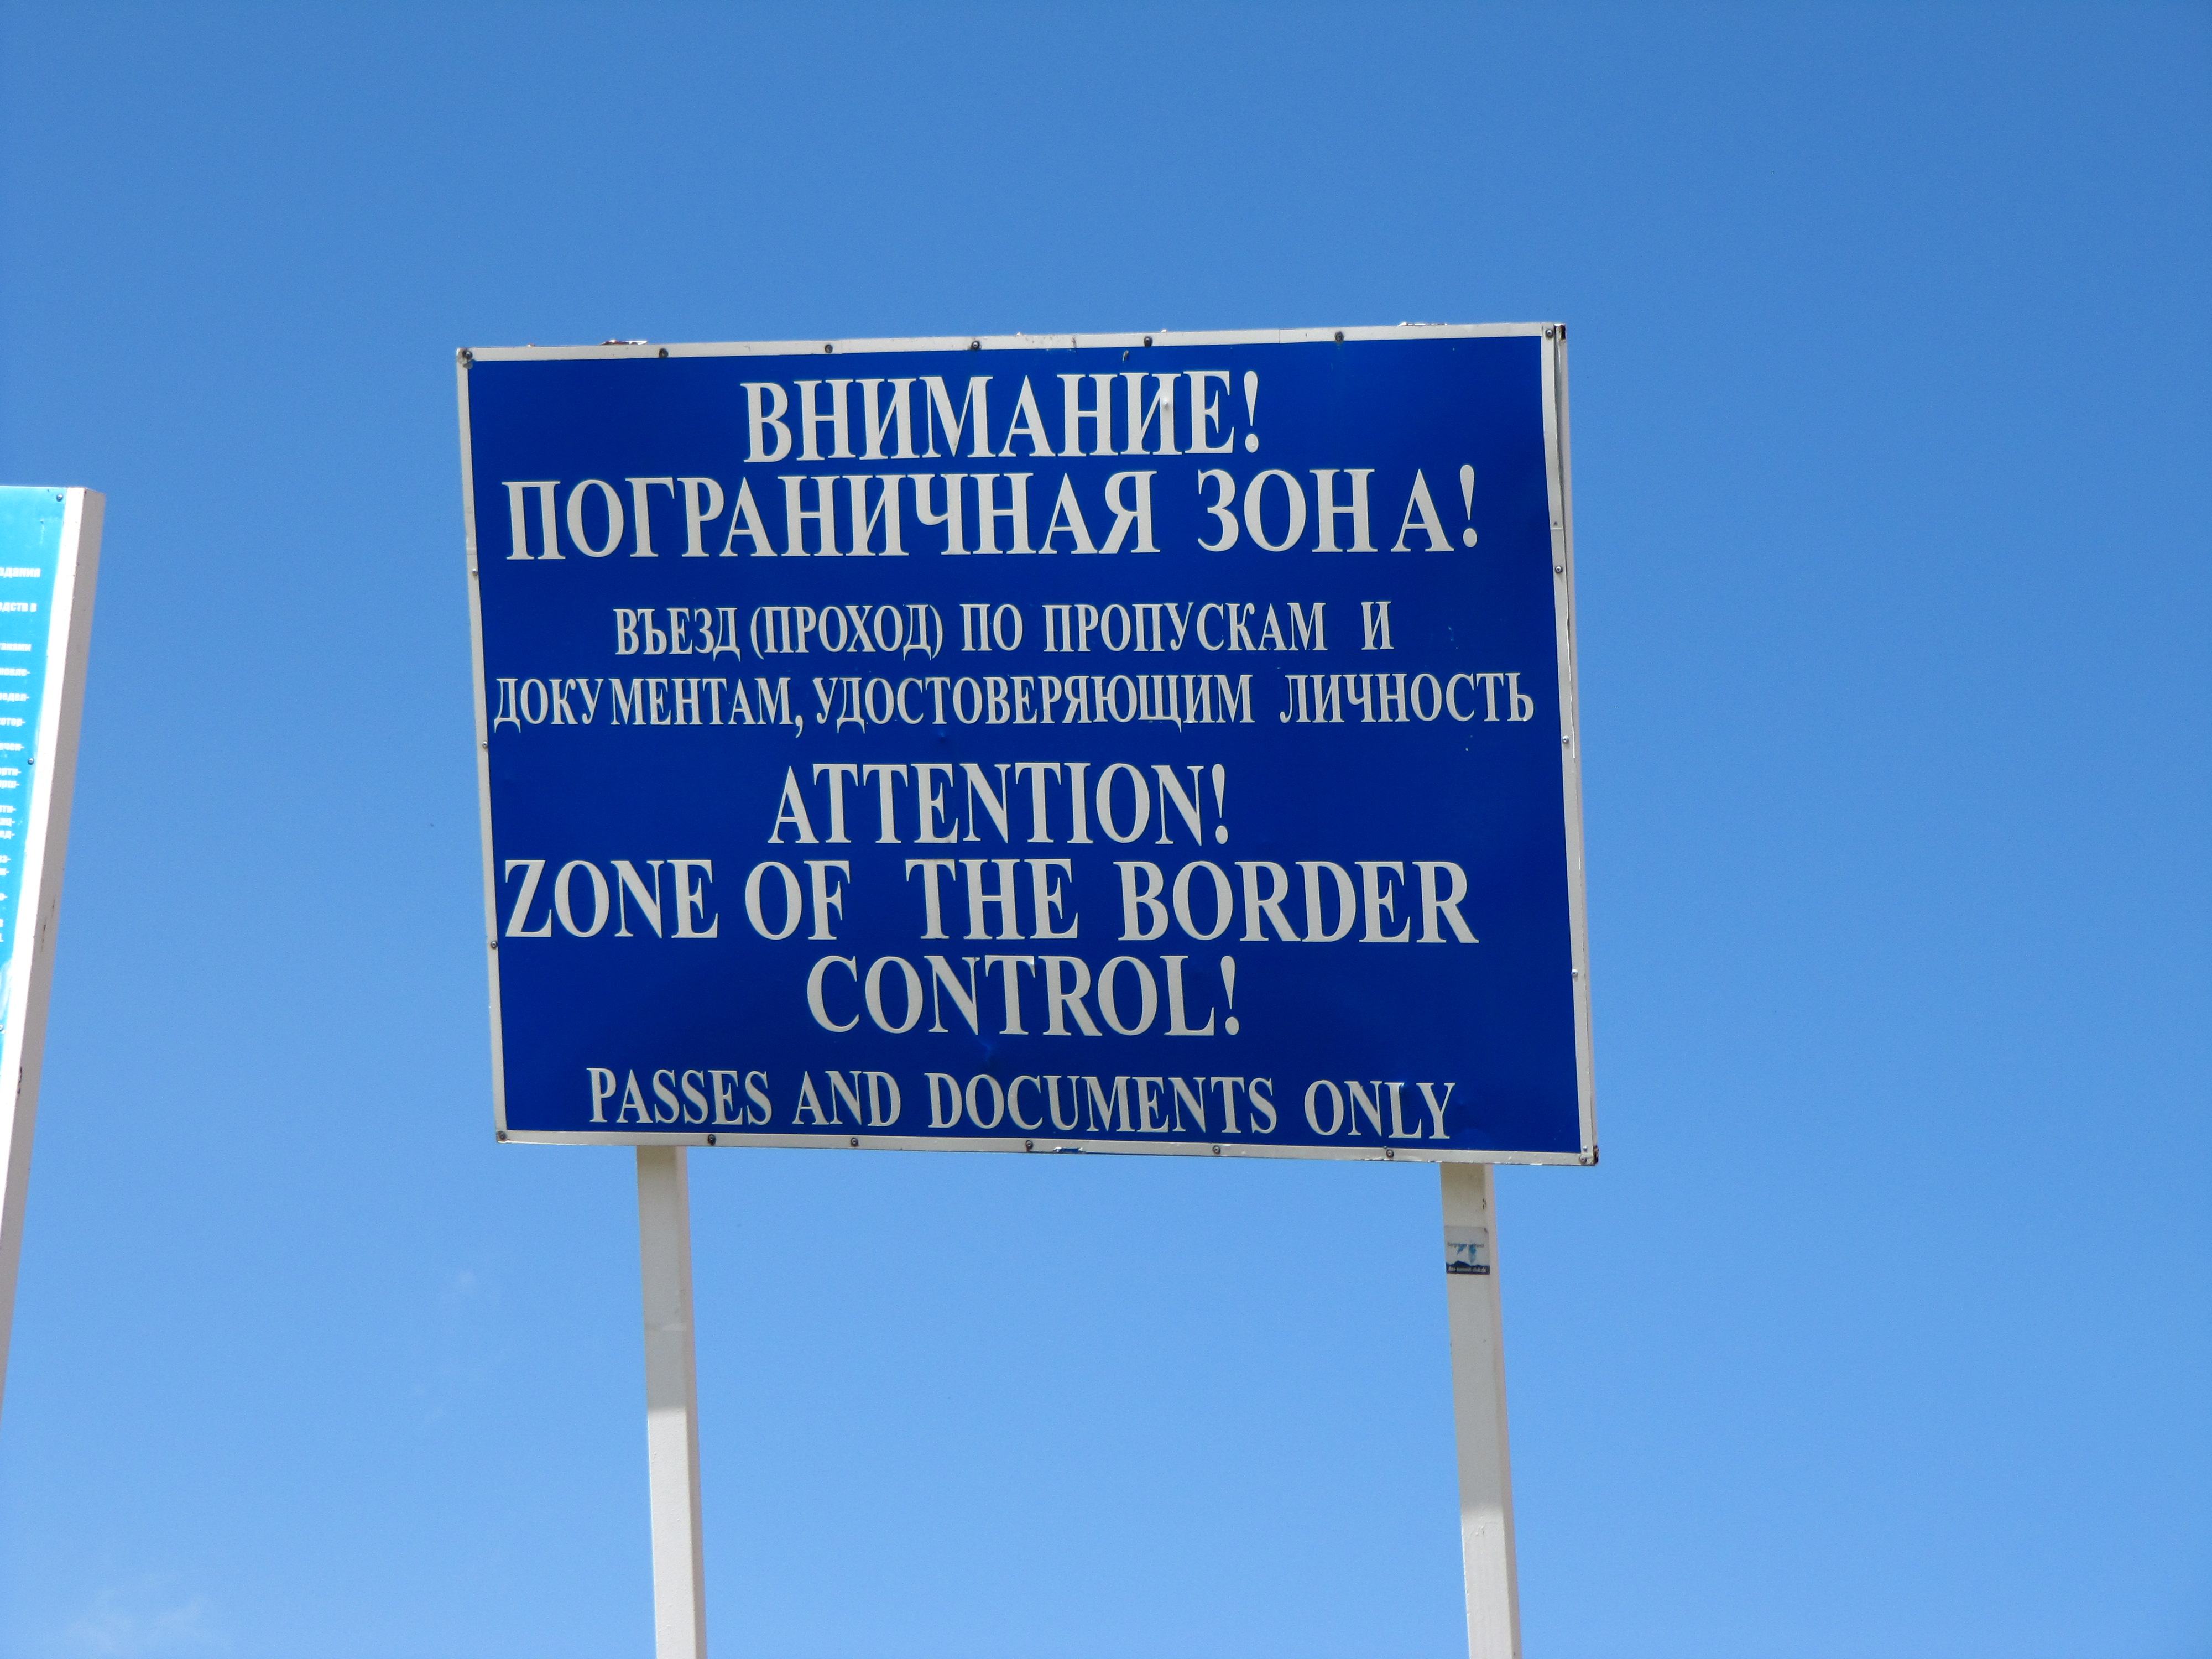 ВНИМАНИЕ!
ПОГРАНИЧНАЯ ЗОНА!
ВЪЕЗД (ПРОХОД) ПО ПРОПУСКАМ И
ДОКУМЕНТАМ, УДОСТОВЕРЯЮЩИМ ЛИЧНОСТЬ
ATTENTION!
ZONE OF THE BORDER
CONTROL!
PASSES AND DOCUMENTS ONLY